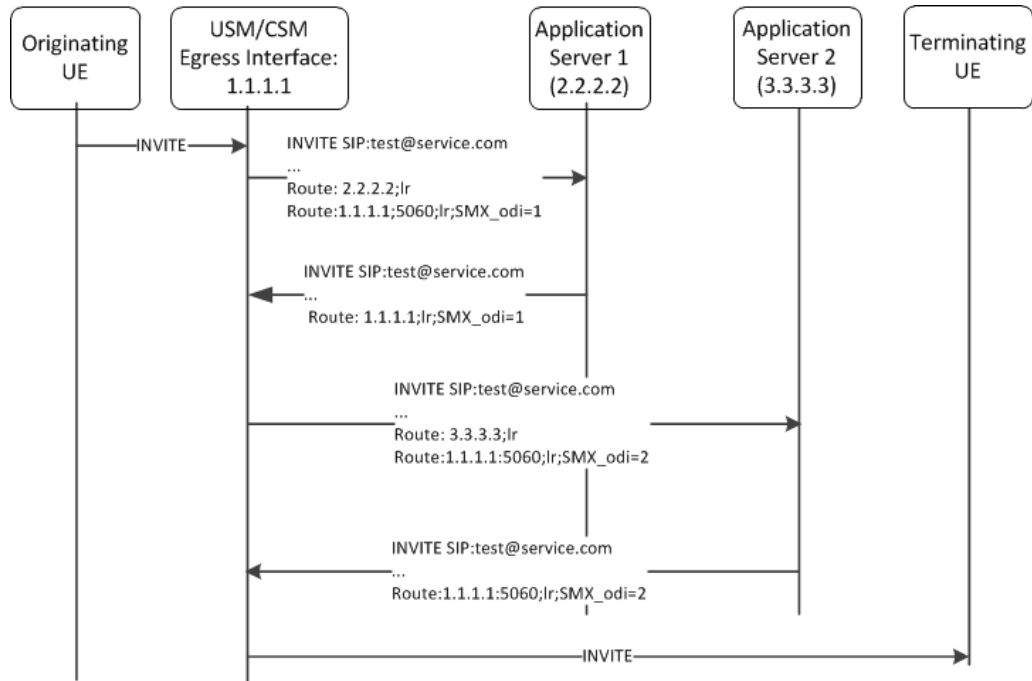 Originating
UE
USM/CSM
Egress Interface:
1.1.1.1
Application
Server 1
(2.2.2.2)
Application
Server 2
(3.3.3.3)
Terminating
UE
INVITE
INVITE SIP:test@service.com
...
Route: 2.2.2.2;lr
Route:1.1.1.1;5060;lr;SMX_odi=1
INVITE SIP:test@service.com
...
Route: 1.1.1.1;lr;SMX_odi=1
INVITE SIP:test@service.com
...
Route: 3.3.3.3;lr
Route:1.1.1.1:5060;lr;SMX_odi=2
INVITE SIP:test@service.com
...
Route:1.1.1.1:5060;lr;SMX_odi=2
INVITE